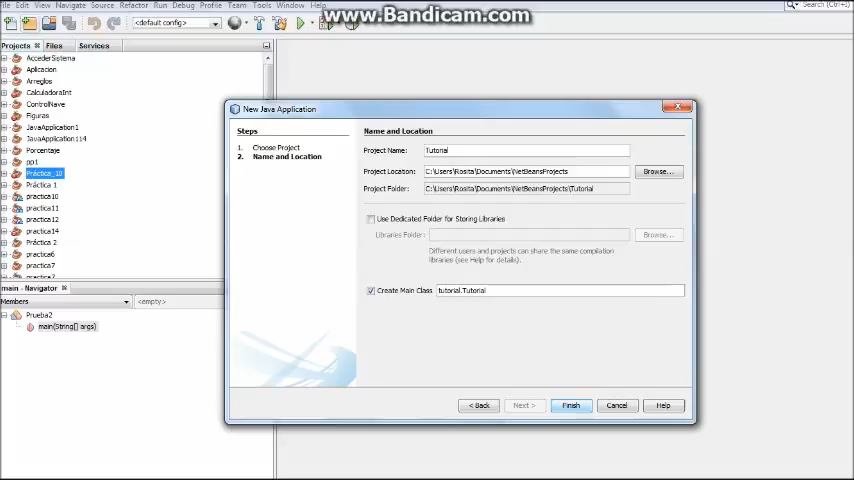 File Edit View Navigate Source Refactor Run Debug Profile Team Tools Window Help
www.Bandicam.com
Search (Ctrl+I)
<default config>
Projects Files Services
AccederSistema
Aplicacion
Arreglos
CalculadoraInt
ControlNave
Figuras
JavaApplication1
JavaApplication114
Porcentaje
pp1
Práctica_10
Práctica 1
practica10
practica11
practica12
practica14
Práctica 2
practica6
practica7
main - Navigator
Members
<empty>
Prueba2
main(String[] args)
New Java Application
Steps
1. Choose Project
2. Name and Location
Name and Location
Project Name: Tutorial
Project Location: C:\Users\Rosita\Documents\NetBeansProjects Browse...
Project Folder: C:\Users\Rosita\Documents\NetBeansProjects\Tutorial
Use Dedicated Folder for Storing Libraries
Libraries Folder: Browse...
Different users and projects can share the same compilation
libraries (see Help for details).
Create Main Class tutorial.Tutorial
< Back Next > Finish Cancel Help